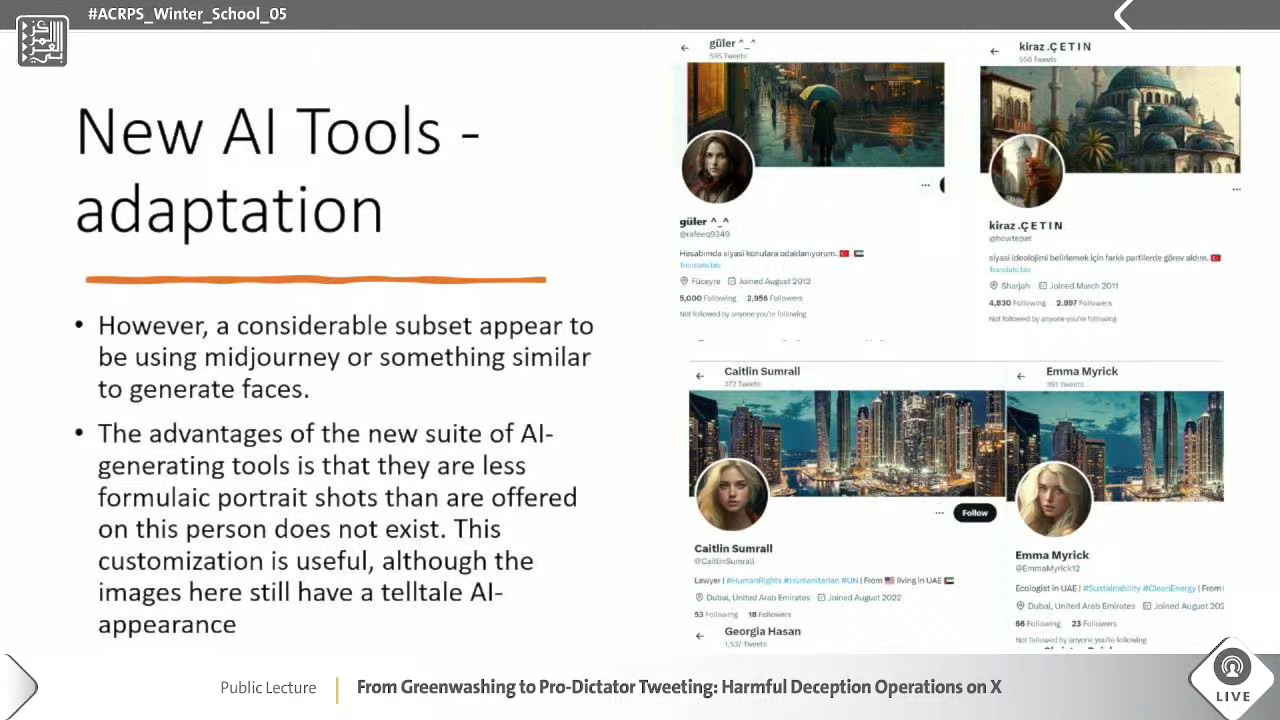 #ACRPS_Winter_School_05
New AI Tools -
adaptation
• However, a considerable subset appear to
be using midjourney or something similar
to generate faces.
• The advantages of the new suite of AI-
generating tools is that they are less
formulaic portrait shots than are offered
on this person does not exist. This
customization is useful, although the
images here still have a telltale AI-
appearance
güler ^_^
595 Tweets
güler ^_^
@rafeeq9349
Hesabımda siyasi konulara odaklanıyorum. 🇹🇷 🇦🇪
Translate bio
Füceyre Joined August 2012
5,000 Following 2,956 Followers
Not followed by anyone you're following
kiraz .Ç E T I N
556 Tweets
kiraz .Ç E T I N
@howtepat
siyasi ideolojimi belirlemek için farklı partilerde görev aldım. 🇹🇷
Translate bio
Sharjah Joined March 2011
4,830 Following 2,897 Followers
Not followed by anyone you're following
Caitlin Sumrall
372 Tweets
Follow
Caitlin Sumrall
@CaitlinSumrall
Lawyer | #HumanRights #Humanitarian #UN | From 🇺🇸 living in UAE 🇦🇪
Dubai, United Arab Emirates Joined August 2022
53 Following 18 Followers
Emma Myrick
391 Tweets
Emma Myrick
@EmmaMyrick12
Ecologist in UAE | #Sustainability #CleanEnergy | From
Dubai, United Arab Emirates Joined August 202
66 Following 23 Followers
Not followed by anyone you're following
Georgia Hasan
1,537 Tweets
Public Lecture
From Greenwashing to Pro-Dictator Tweeting: Harmful Deception Operations on X
LIVE